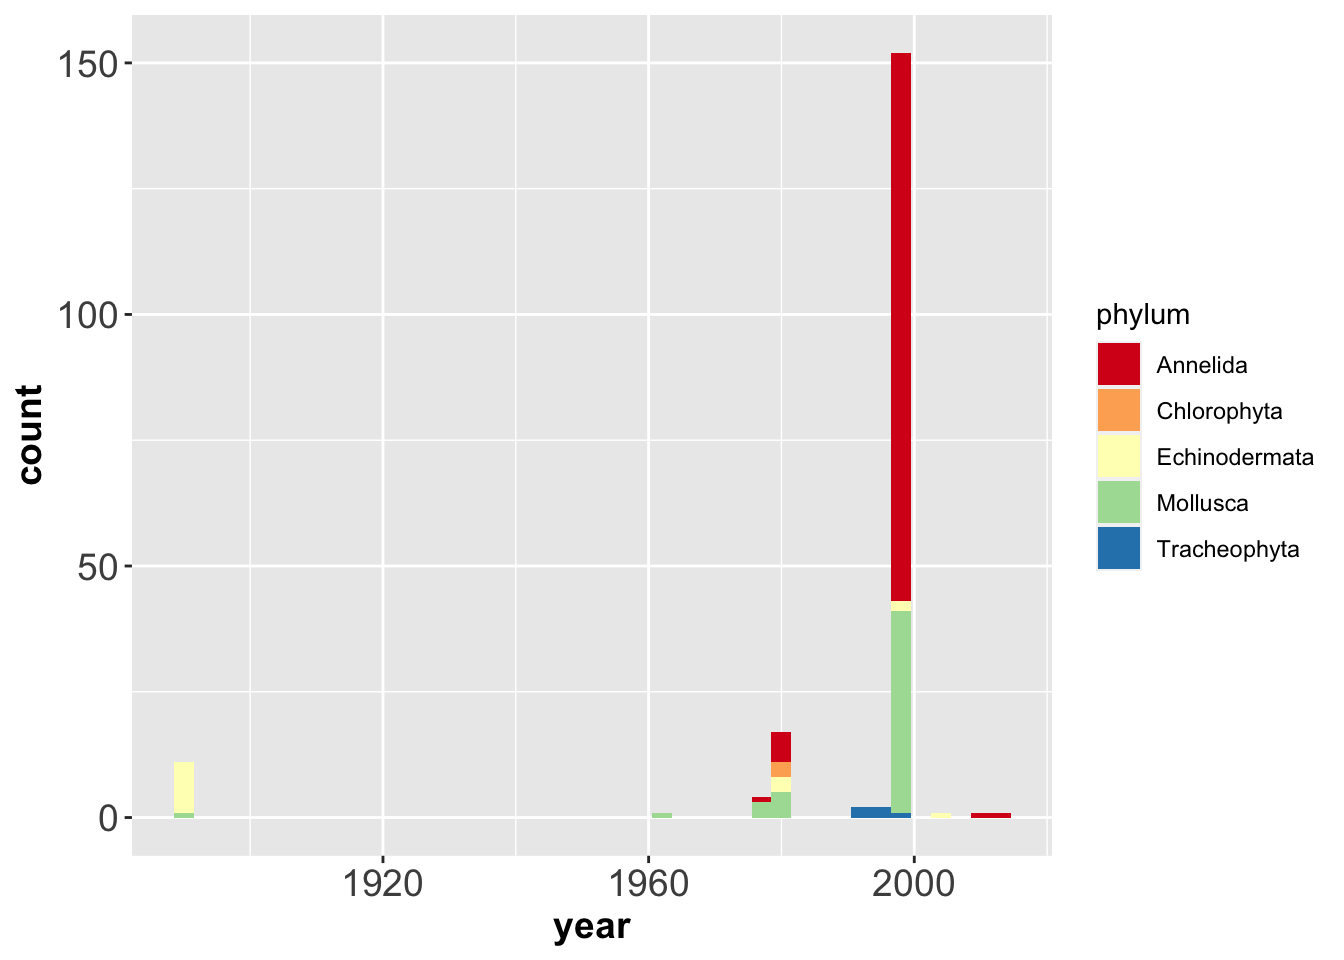 150
100
50
0
count
1920
1960
2000
year
phylum
Annelida
Chlorophyta
Echinodermata
Mollusca
Tracheophyta